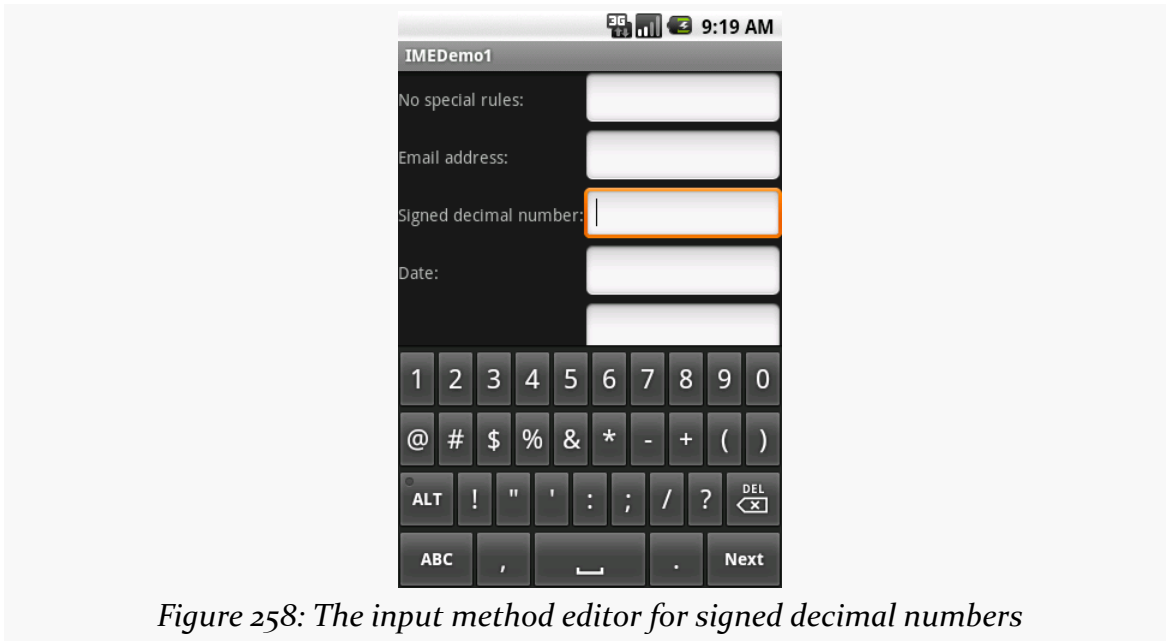 3G 9:19 AM
IMEDemo1
No special rules:
Email address:
Signed decimal number:
Date:
1 2 3 4 5 6 7 8 9 0
@ # $ % & * - + ( )
ALT ! " ' : ; / ? DEL
ABC , . Next
Figure 258: The input method editor for signed decimal numbers